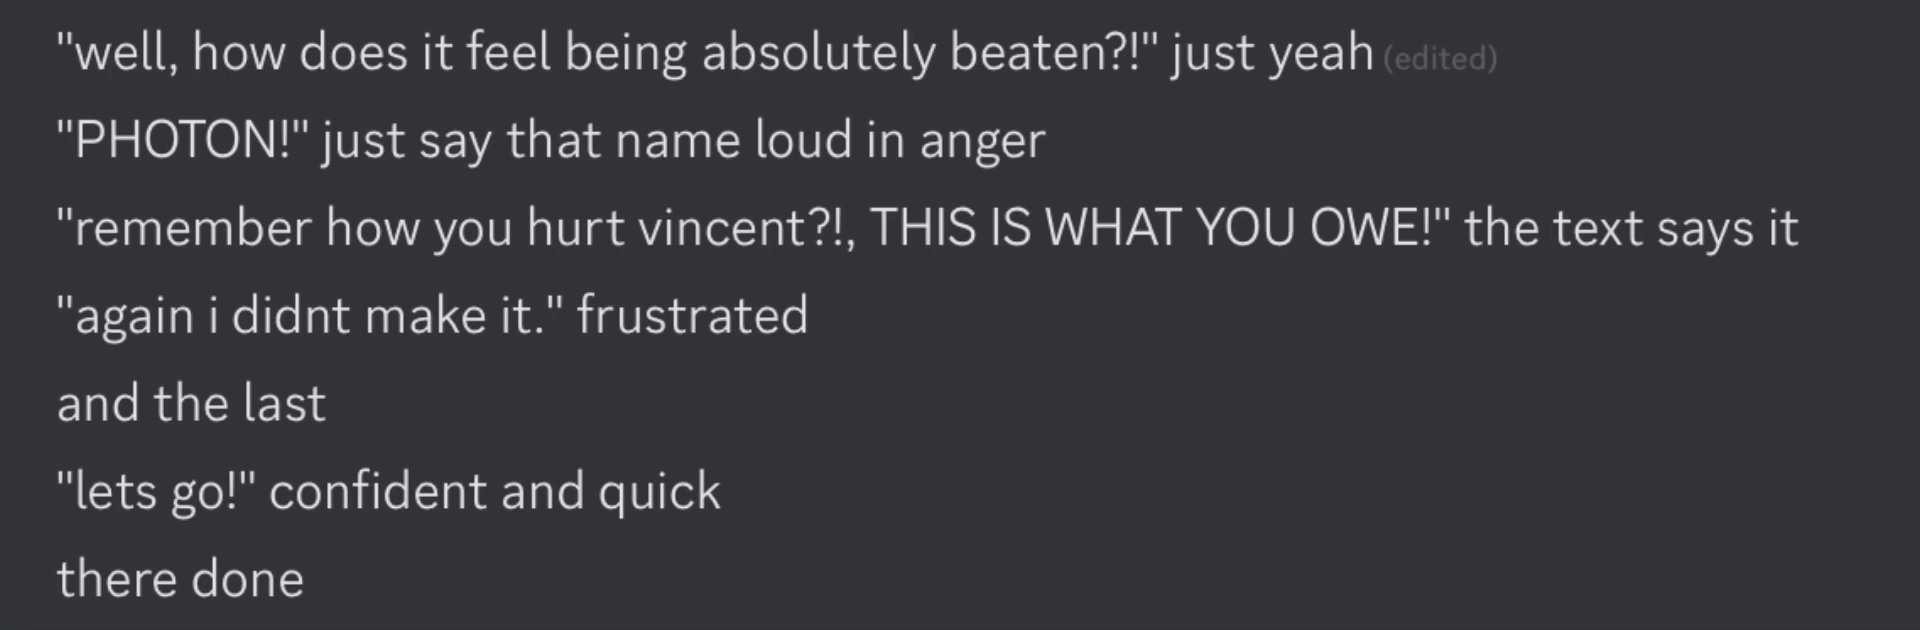 "well, how does it feel being absolutely beaten?!" just yeah (edited)
"PHOTON!" just say that name loud in anger
"remember how you hurt vincent?!, THIS IS WHAT YOU OWE!" the text says it
"again i didnt make it." frustrated
and the last
"lets go!" confident and quick
there done